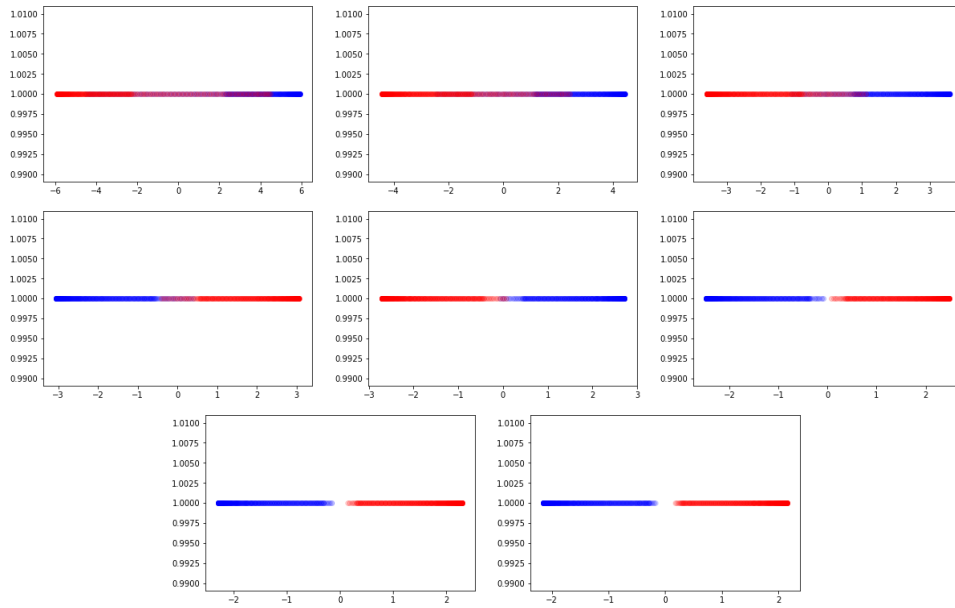 1.0100 1.0100 1.0100
1.0075 1.0075 1.0075
1.0050 1.0050 1.0050
1.0025 1.0025 1.0025
1.0000 1.0000 1.0000
0.9975 0.9975 0.9975
0.9950 0.9950 0.9950
0.9925 0.9925 0.9925
0.9900 0.9900 0.9900
−6 −4 −2 0 2 4 6 −4 −2 0 2 4 −3 −2 −1 0 1 2 3
1.0100 1.0100 1.0100
1.0075 1.0075 1.0075
1.0050 1.0050 1.0050
1.0025 1.0025 1.0025
1.0000 1.0000 1.0000
0.9975 0.9975 0.9975
0.9950 0.9950 0.9950
0.9925 0.9925 0.9925
0.9900 0.9900 0.9900
−3 −2 −1 0 1 2 3 −3 −2 −1 0 1 2 3 −2 −1 0 1 2
1.0100 1.0100
1.0075 1.0075
1.0050 1.0050
1.0025 1.0025
1.0000 1.0000
0.9975 0.9975
0.9950 0.9950
0.9925 0.9925
0.9900 0.9900
−2 −1 0 1 2 −2 −1 0 1 2